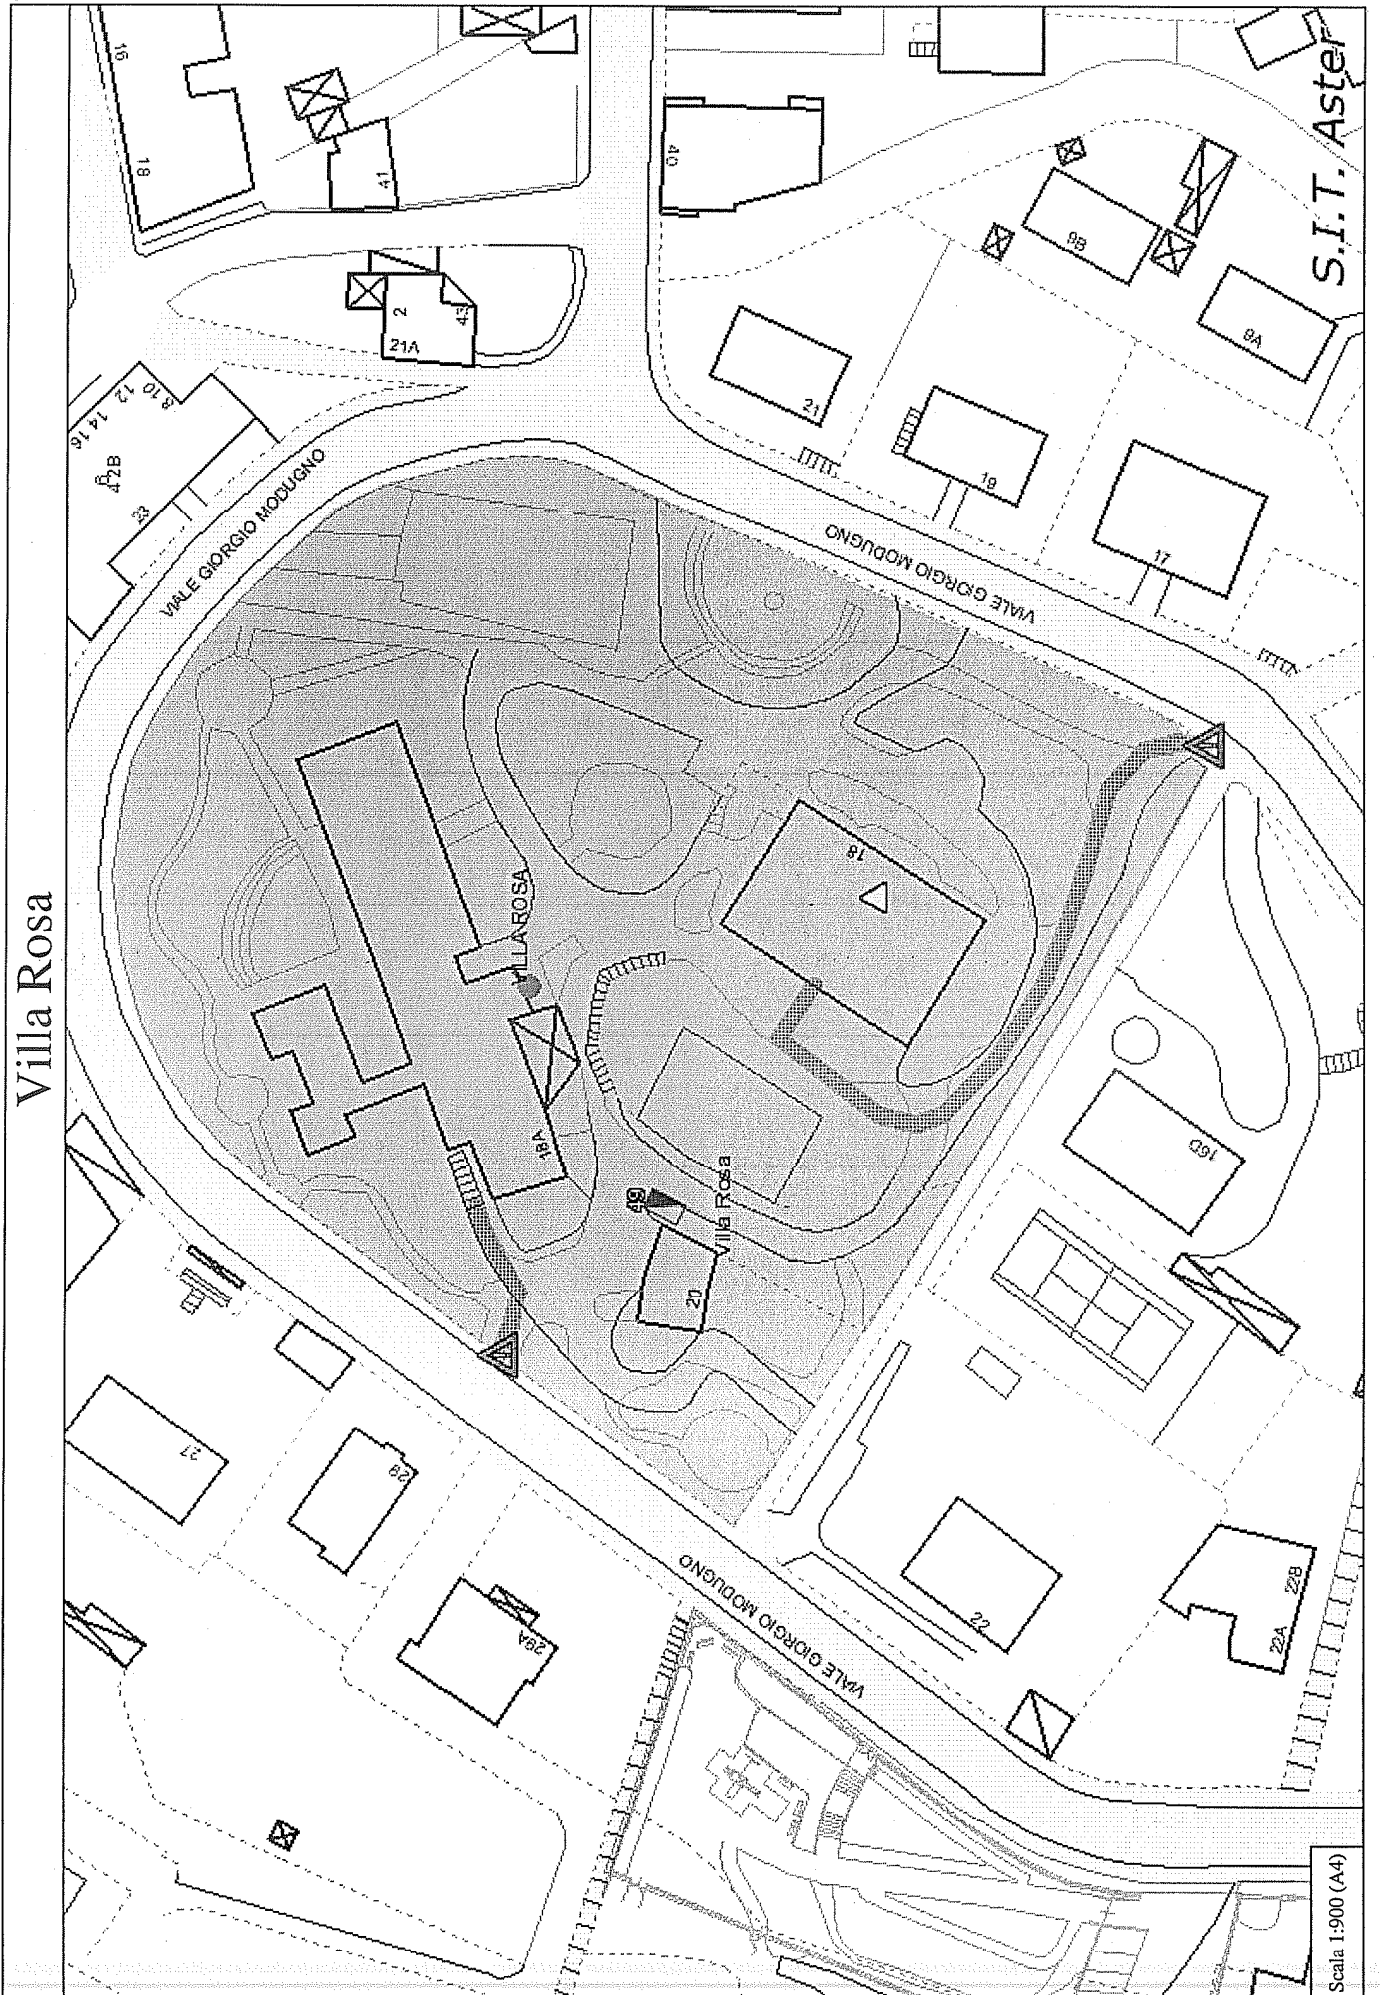 Villa Rosa
16
18
41
40
2
21A
43
8 10
12
14 16
42B
23
VIALE GIORGIO MODUGNO
21
19
17
9B
9A
S.I.T. Aster
VIALE GIORGIO MODUGNO
VILLA ROSA
18
18A
49
Villa Rosa
20
16D
27
29
29A
VIALE GIORGIO MODUGNO
22
22A
22B
Scala 1:900 (A4)